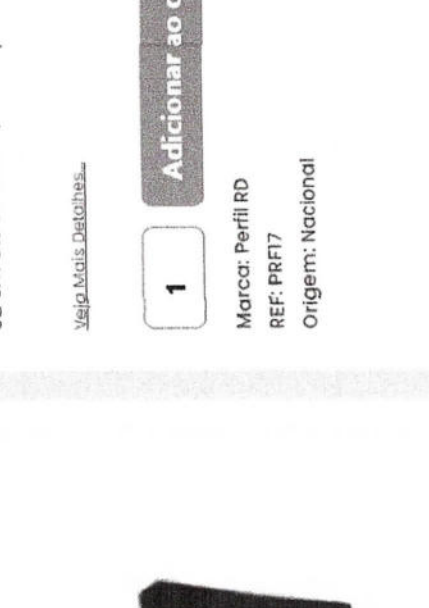 Veja Mais Detalhes...
1
Adicionar ao c
Marca: Perfil RD
REF: PRF17
Origem: Nacional